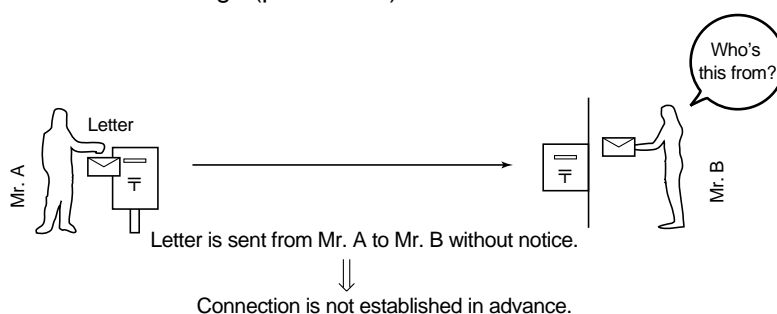 Who's
this from?
Letter
Mr. A
〒
〒
Mr. B
Letter is sent from Mr. A to Mr. B without notice.
Connection is not established in advance.